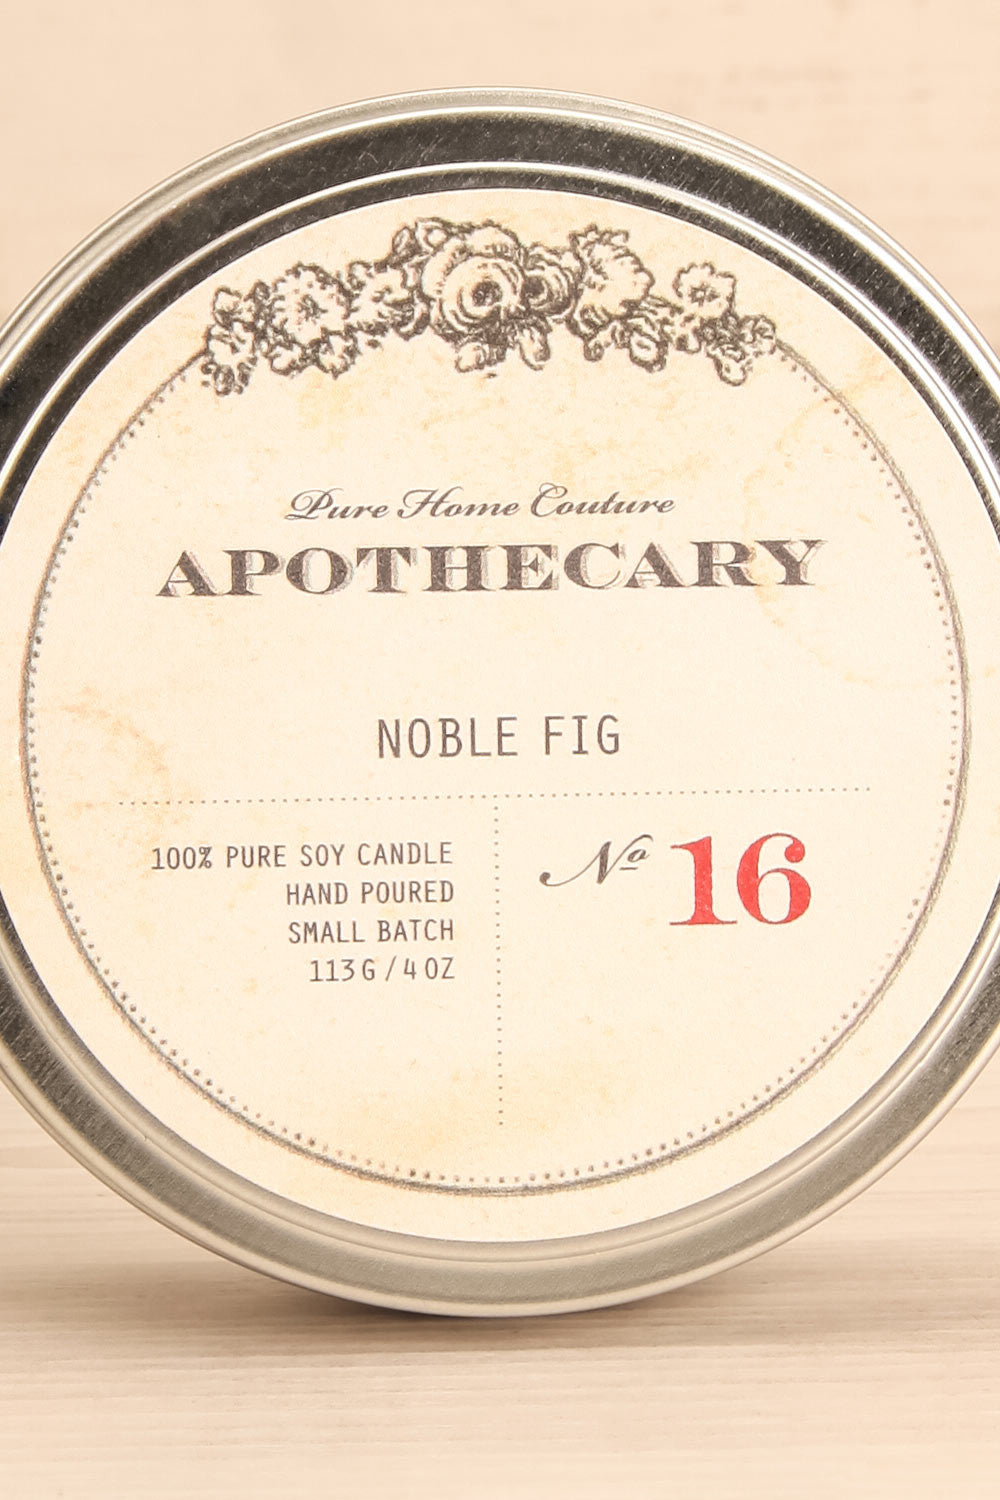 Pure Home Couture
APOTHECARY
NOBLE FIG
100% PURE SOY CANDLE
HAND POURED
SMALL BATCH
113G/4OZ
Nº 16